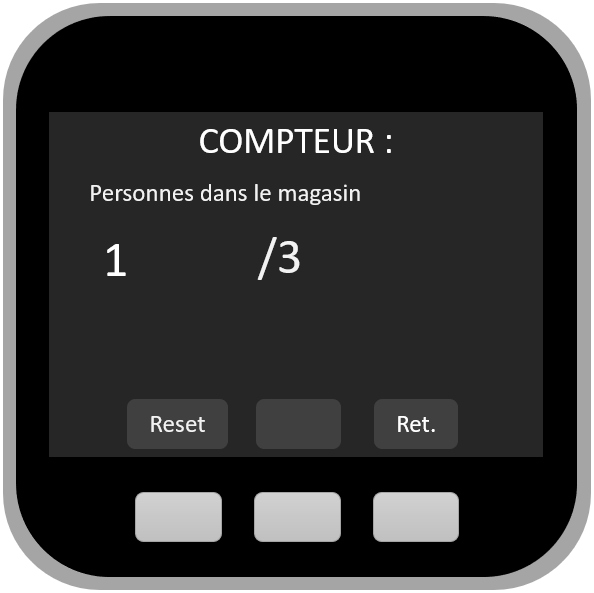 COMPTEUR :
Personnes dans le magasin
1 /3
Reset Ret.